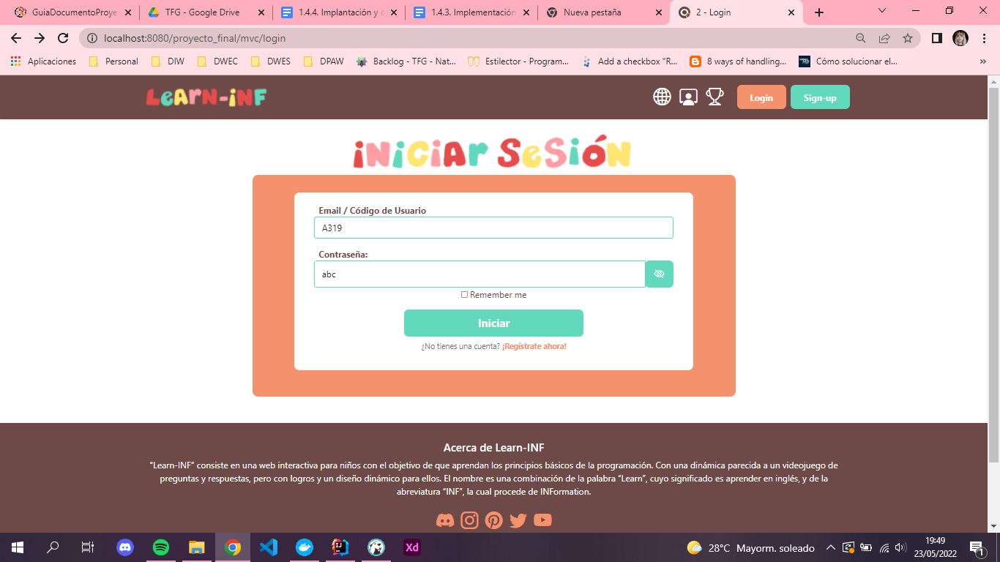 GuiaDocumentoProye
TFG - Google Drive
1.4.4. Implantación y c
1.4.3. Implementación
Nueva pestaña
2 - Login
localhost:8080/proyecto_final/mvc/login
Aplicaciones
Personal
DIW
DWEC
DWES
DPAW
Backlog - TFG - Nat...
Estilector - Program...
Add a checkbox "R...
8 ways of handling...
Cómo solucionar el...
»
LeArN-iNF
Login
Sign-up
iNiCiAr SeSiÓN
Email / Código de Usuario
A319
Contraseña:
abc
Remember me
Iniciar
¿No tienes una cuenta? ¡Regístrate ahora!
Acerca de Learn-INF
“Learn-INF” consiste en una web interactiva para niños con el objetivo de que aprendan los principios básicos de la programación. Con una dinámica parecida a un videojuego de
preguntas y respuestas, pero con logros y un diseño dinámico para ellos. El nombre es una combinación de la palabra “Learn”, cuyo significado es aprender en inglés, y de la
abreviatura “INF”, la cual procede de INFormation.
Xd
28°C Mayorm. soleado
19:49
23/05/2022
1